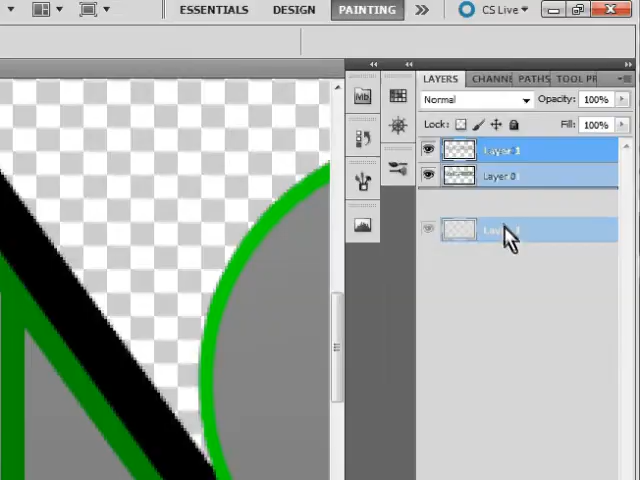 ESSENTIALS DESIGN PAINTING CS Live
LAYERS CHANNE PATHS TOOL PR
Normal Opacity: 100%
Lock: Fill: 100%
Layer 1
Layer 0
Mb